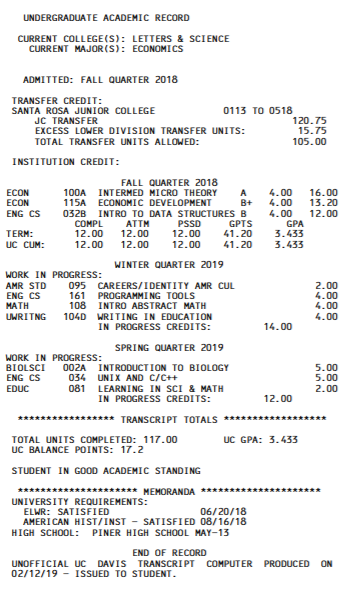 UNDERGRADUATE ACADEMIC RECORD
CURRENT COLLEGE(S): LETTERS & SCIENCE
CURRENT MAJOR(S): ECONOMICS
ADMITTED: FALL QUARTER 2018
TRANSFER CREDIT:
SANTA ROSA JUNIOR COLLEGE 0113 TO 0518
JC TRANSFER 120.75
EXCESS LOWER DIVISION TRANSFER UNITS: 15.75
TOTAL TRANSFER UNITS ALLOWED: 105.00
INSTITUTION CREDIT:
FALL QUARTER 2018
ECON 100A INTERMED MICRO THEORY A 4.00 16.00
ECON 115A ECONOMIC DEVELOPMENT B+ 4.00 13.20
ENG CS 032B INTRO TO DATA STRUCTURES B 4.00 12.00
COMPL ATTM PSSD GPTS GPA
TERM: 12.00 12.00 12.00 41.20 3.433
UC CUM: 12.00 12.00 12.00 41.20 3.433
WINTER QUARTER 2019
WORK IN PROGRESS:
AMR STD 095 CAREERS/IDENTITY AMR CUL 2.00
ENG CS 161 PROGRAMMING TOOLS 4.00
MATH 108 INTRO ABSTRACT MATH 4.00
UWRITNG 104D WRITING IN EDUCATION 4.00
IN PROGRESS CREDITS: 14.00
SPRING QUARTER 2019
WORK IN PROGRESS:
BIOLSCI 002A INTRODUCTION TO BIOLOGY 5.00
ENG CS 034 UNIX AND C/C++ 5.00
EDUC 081 LEARNING IN SCI & MATH 2.00
IN PROGRESS CREDITS: 12.00
***************** TRANSCRIPT TOTALS ******************
TOTAL UNITS COMPLETED: 117.00 UC GPA: 3.433
UC BALANCE POINTS: 17.2
STUDENT IN GOOD ACADEMIC STANDING
********************* MEMORANDA *********************
UNIVERSITY REQUIREMENTS:
ELWR: SATISFIED 06/20/18
AMERICAN HIST/INST - SATISFIED 08/16/18
HIGH SCHOOL: PINER HIGH SCHOOL MAY-13
END OF RECORD
UNOFFICIAL UC DAVIS TRANSCRIPT COMPUTER PRODUCED ON
02/12/19 - ISSUED TO STUDENT.